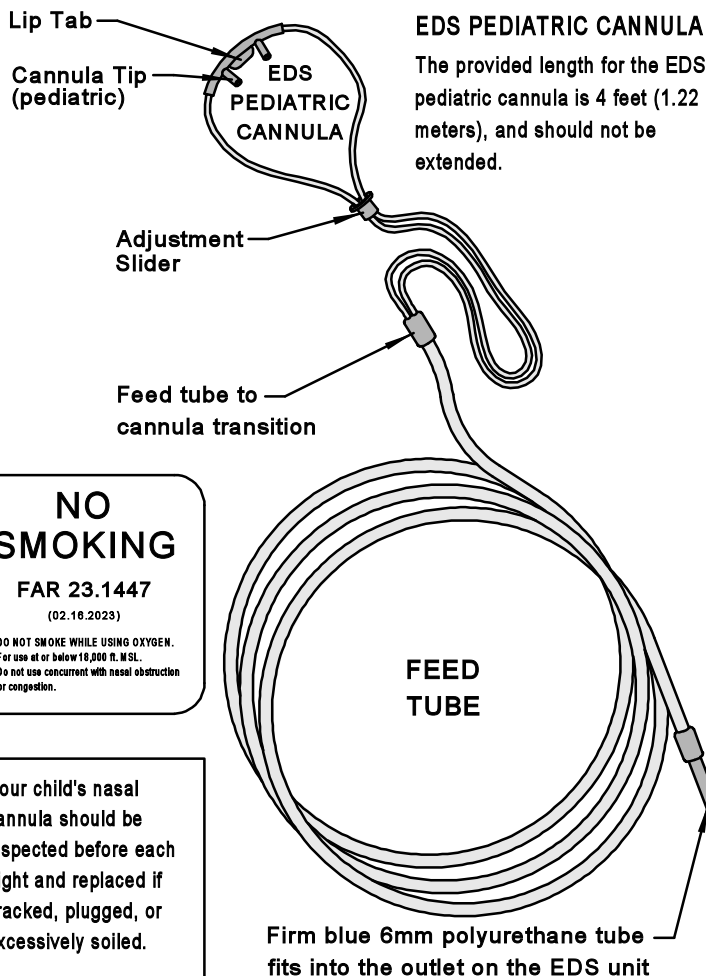 Lip Tab
Cannula Tip
(pediatric)
EDS
PEDIATRIC
CANNULA
EDS PEDIATRIC CANNULA
The provided length for the EDS
pediatric cannula is 4 feet (1.22
meters), and should not be
extended.
Adjustment
Slider
Feed tube to
cannula transition
NO
SMOKING
FAR 23.1447
(02.16.2023)
DO NOT SMOKE WHILE USING OXYGEN.
For use at or below 18,000 ft. MSL.
Do not use concurrent with nasal obstruction
or congestion.
FEED
TUBE
our child's nasal
annula should be
spected before each
ight and replaced if
racked, plugged, or
xcessively soiled.
Firm blue 6mm polyurethane tube
fits into the outlet on the EDS unit